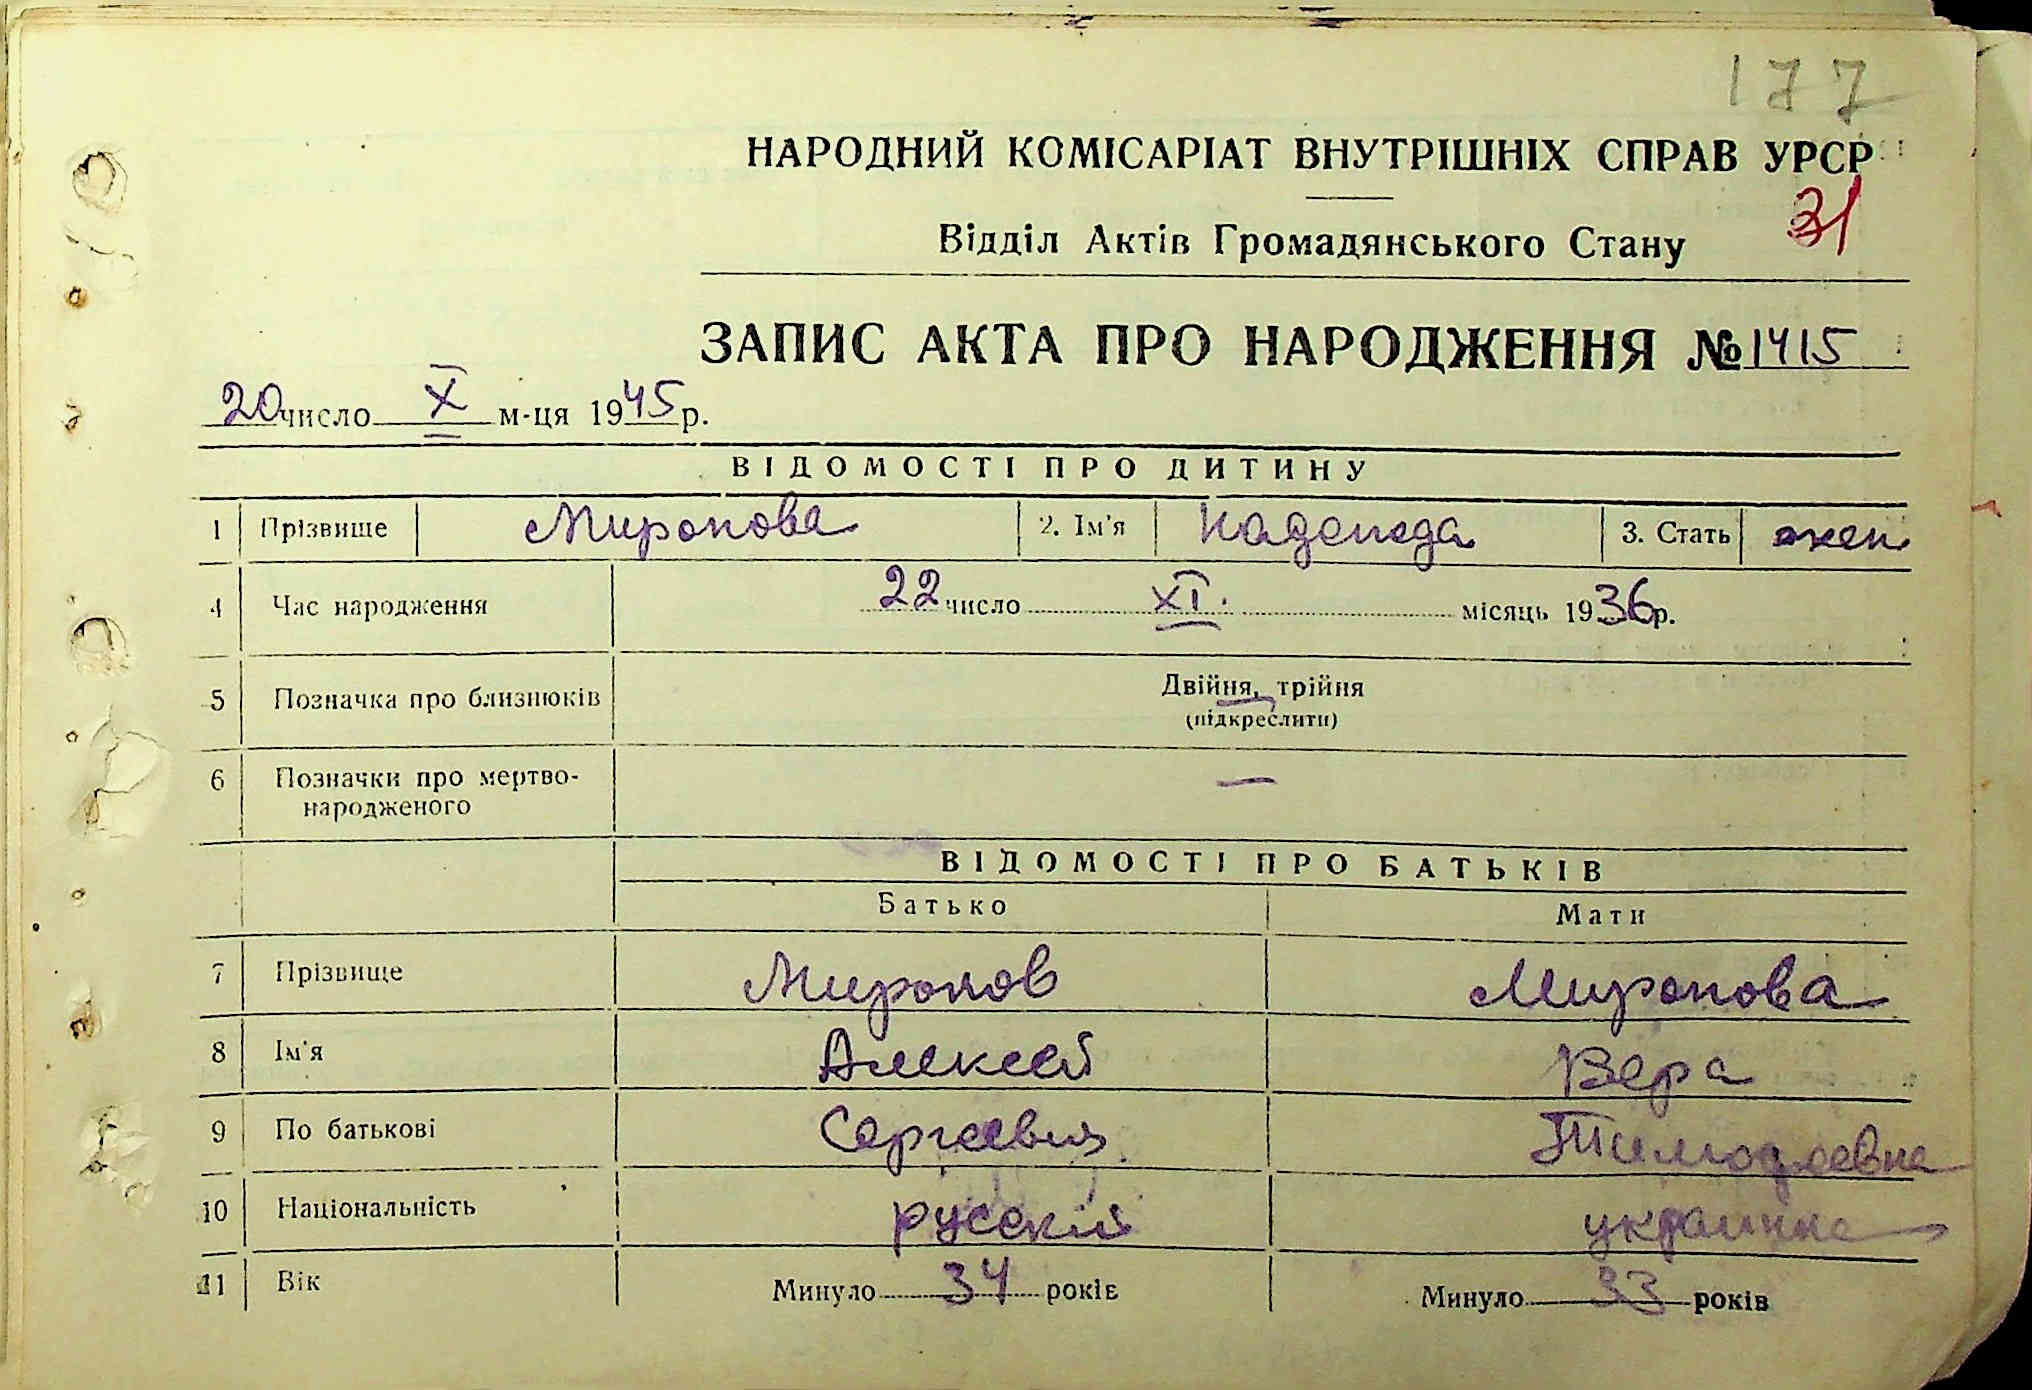 177
НАРОДНИЙ КОМІСАРІАТ ВНУТРІШНІХ СПРАВ УРСР
31
Відділ Актів Громадянського Стану
ЗАПИС АКТА ПРО НАРОДЖЕННЯ № 1415
20 число X м-ця 1945 р.
ВІДОМОСТІ ПРО ДИТИНУ
1 Прізвище Миронова 2. Ім'я Надежда 3. Стать жен
4 Час народження 22 число XI. місяць 1936 р.
5 Позначка про близнюків Двійня, трійня
(підкреслити)
6 Позначки про мертво-
народженого —
ВІДОМОСТІ ПРО БАТЬКІВ
Батько Мати
7 Прізвище Миронов Миронова
8 Ім'я Алексей Вера
9 По батькові Сергеевич Тимофеевна
10 Національність русский украинка
11 Вік Минуло 34 років Минуло 33 років